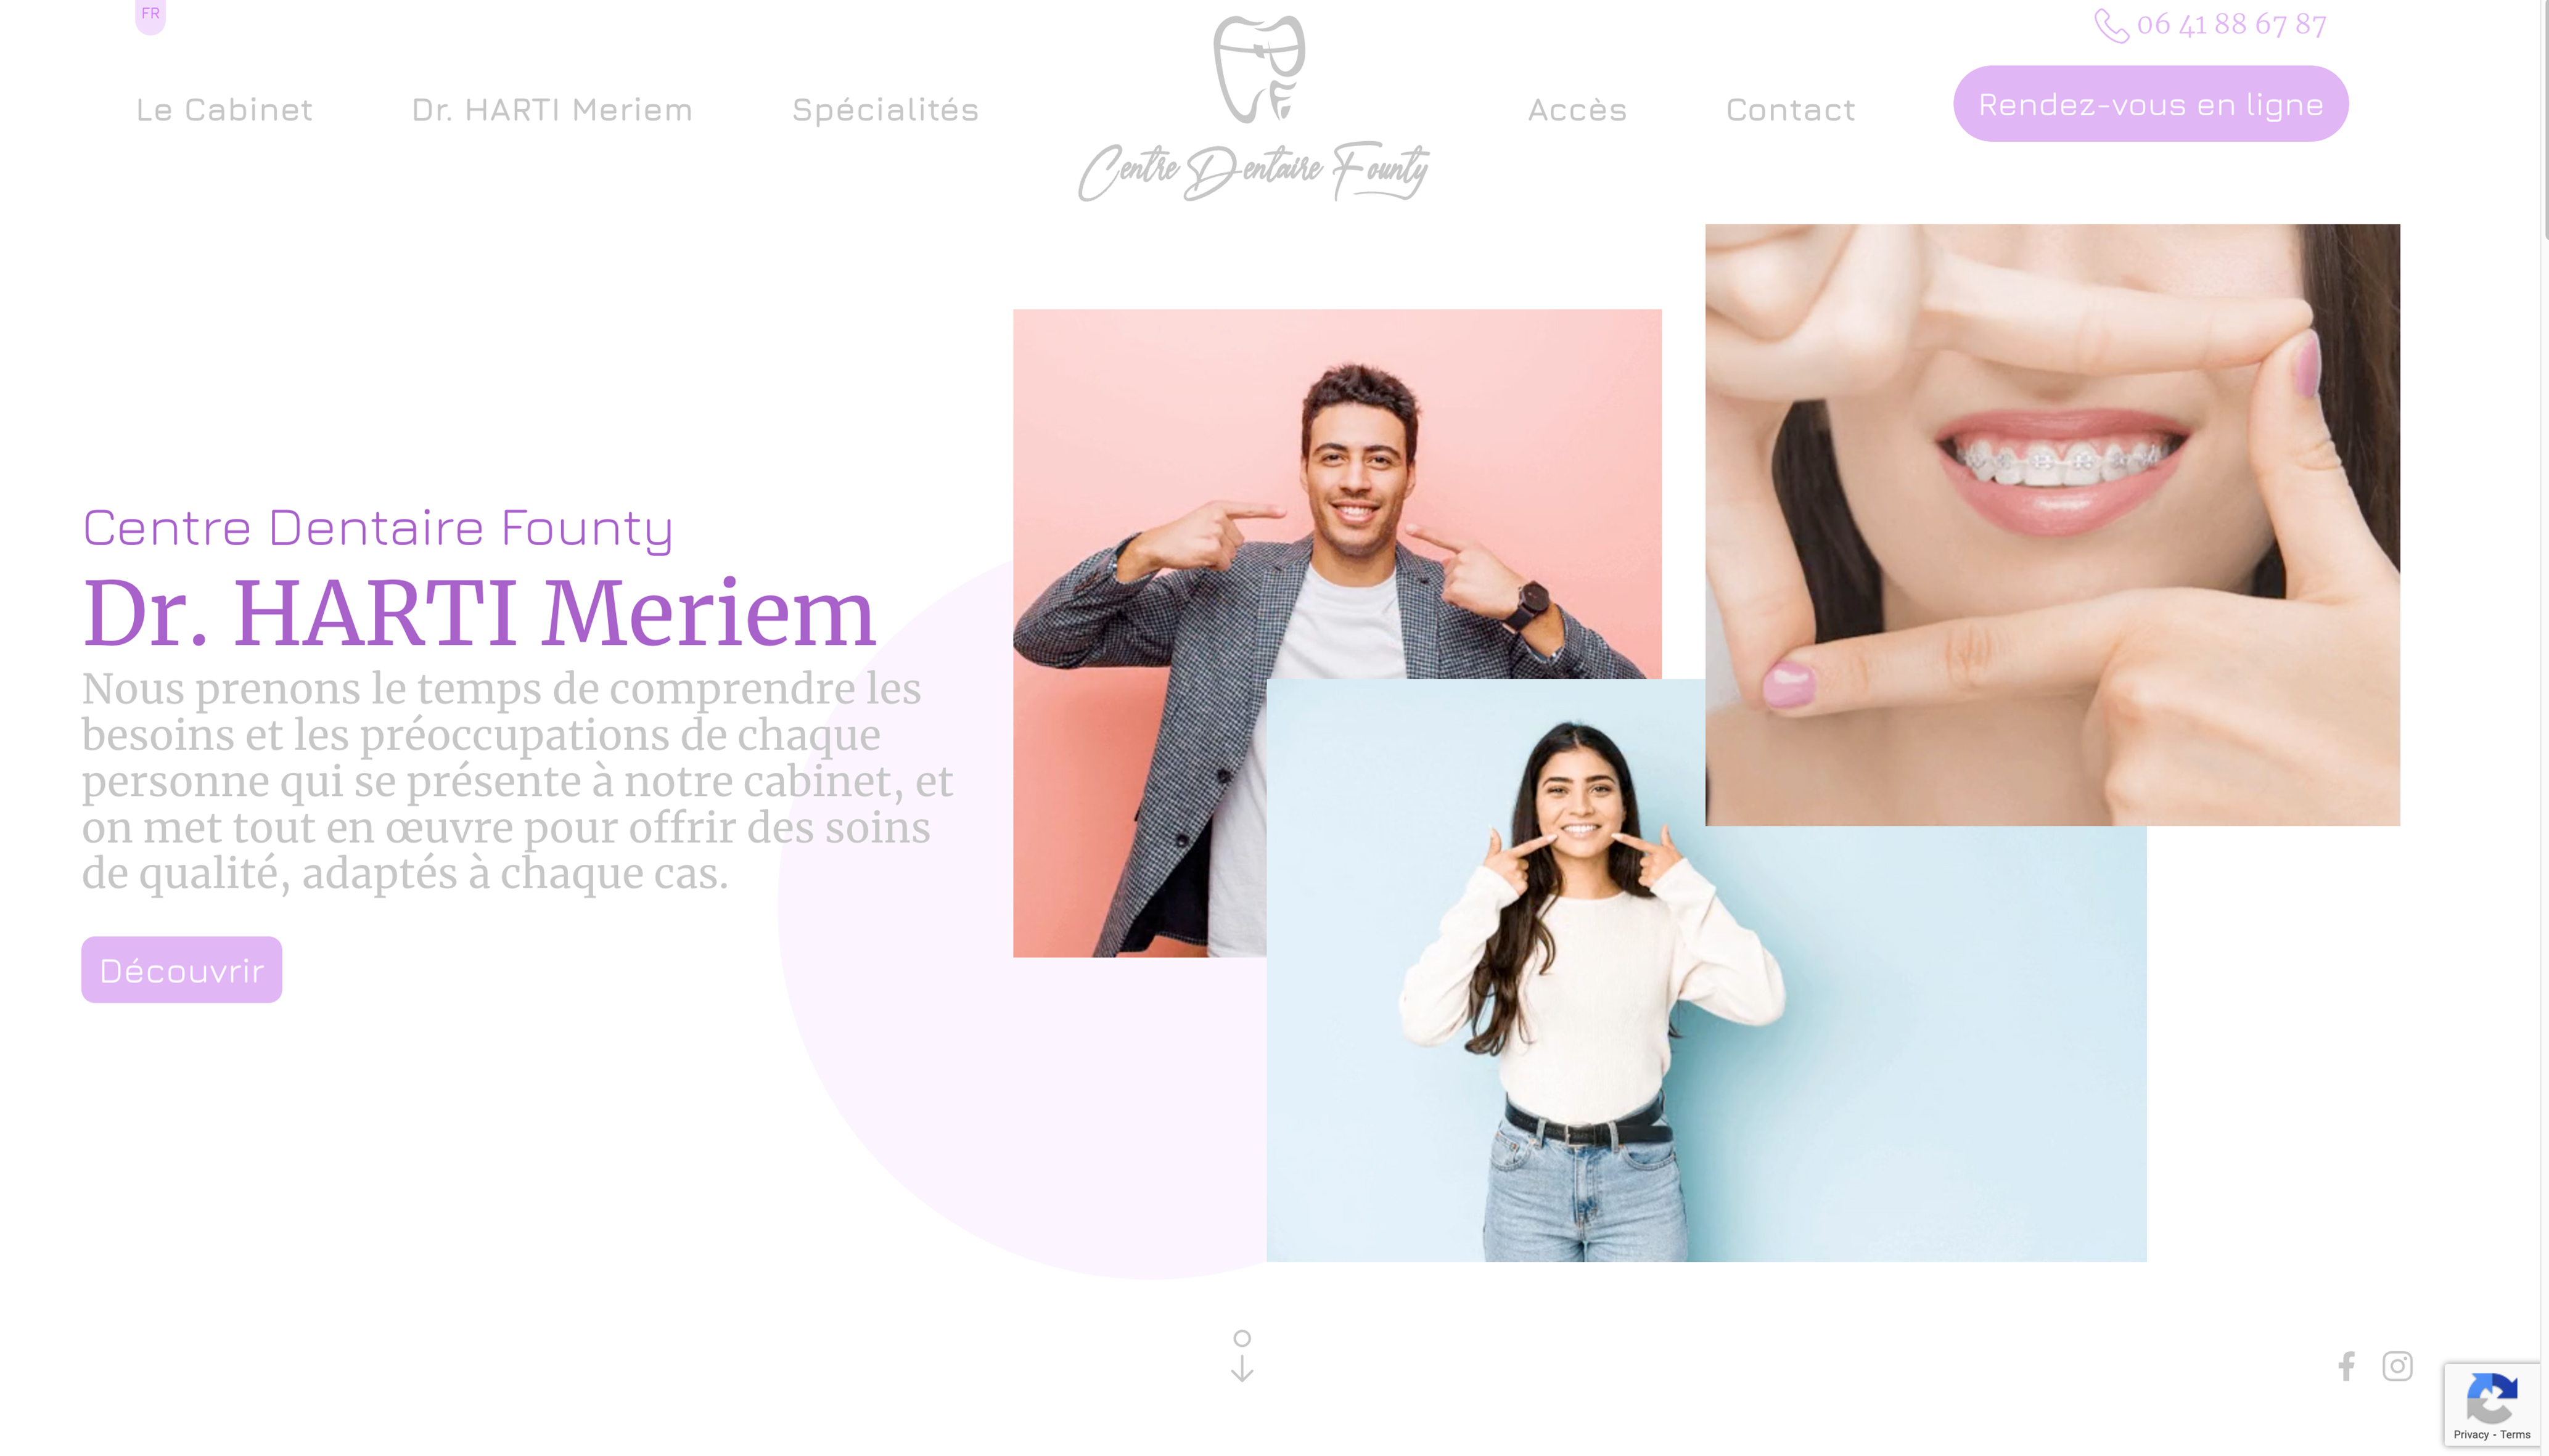 FR
06 41 88 67 87
Le Cabinet
Dr. HARTI Meriem
Spécialités
Centre Dentaire Founty
Accès
Contact
Rendez-vous en ligne
Centre Dentaire Founty
Dr. HARTI Meriem
Nous prenons le temps de comprendre les
besoins et les préoccupations de chaque
personne qui se présente à notre cabinet, et
on met tout en œuvre pour offrir des soins
de qualité, adaptés à chaque cas.
Découvrir
Privacy - Terms